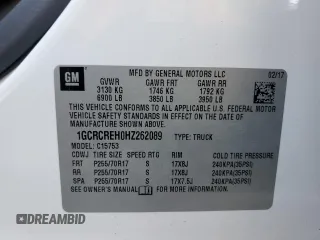 GM
MFD BY GENERAL MOTORS LLC 02/17
GVWR GAWR FRT GAWR RR
3130 KG 1746 KG 1792 KG
6900 LB 3850 LB 3950 LB
THIS VEHICLE CONFORMS TO ALL APPLICABLE U.S. FEDERAL MOTOR
VEHICLE SAFETY STANDARDS IN EFFECT ON THE DATE OF
MANUFACTURE SHOWN ABOVE.
1GCRCREH0HZ262089 TYPE: TRUCK
MODEL: C15753
TIRE SIZE SPEED RTG RIM COLD TIRE PRESSURE
FRT P255/70R17 S 17X8J 240KPA(35PSI)
RR P255/70R17 S 17X8J 240KPA(35PSI)
SPA P255/70R17 S 17X7.5J 240KPA(35PSI)
SEE OWNER'S MANUAL FOR ADDITIONAL INFORMATION.